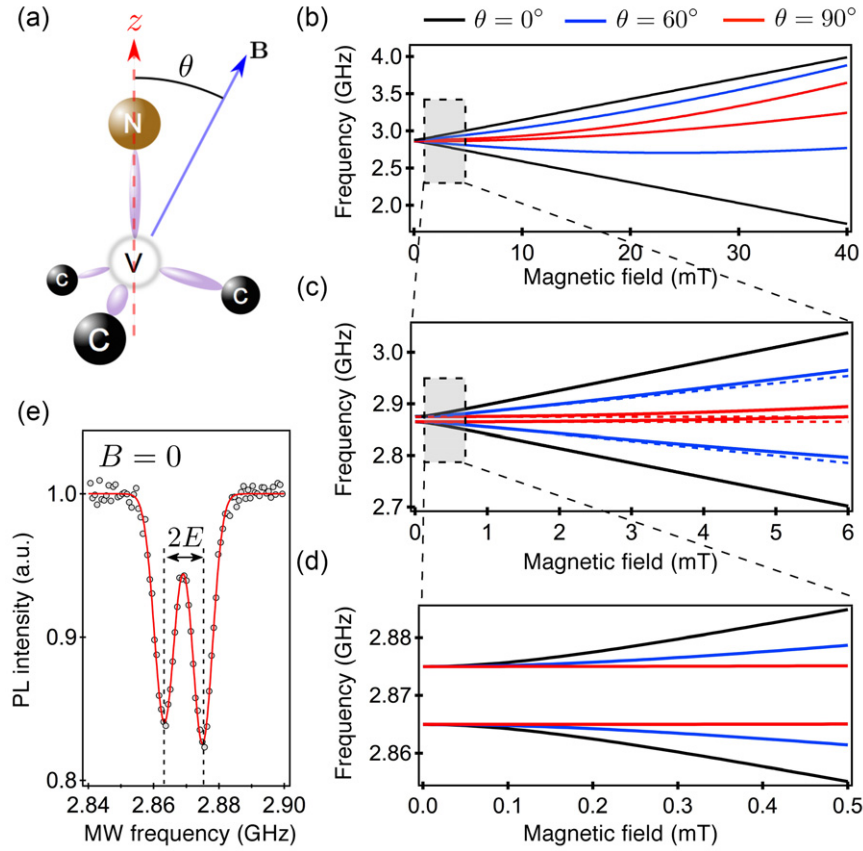 (a)
z
θ
B
N
V
C
C
C
(b)
θ = 0° θ = 60° θ = 90°
Frequency (GHz)
4.0
3.5
3.0
2.5
2.0
0 10 20 30 40
Magnetic field (mT)
(c)
Frequency (GHz)
3.0
2.9
2.8
2.7
0 1 2 3 4 5 6
Magnetic field (mT)
(d)
Frequency (GHz)
2.88
2.87
2.86
0.0 0.1 0.2 0.3 0.4 0.5
Magnetic field (mT)
(e)
B = 0
2E
PL intensity (a.u.)
1.0
0.9
0.8
2.84 2.86 2.88 2.90
MW frequency (GHz)